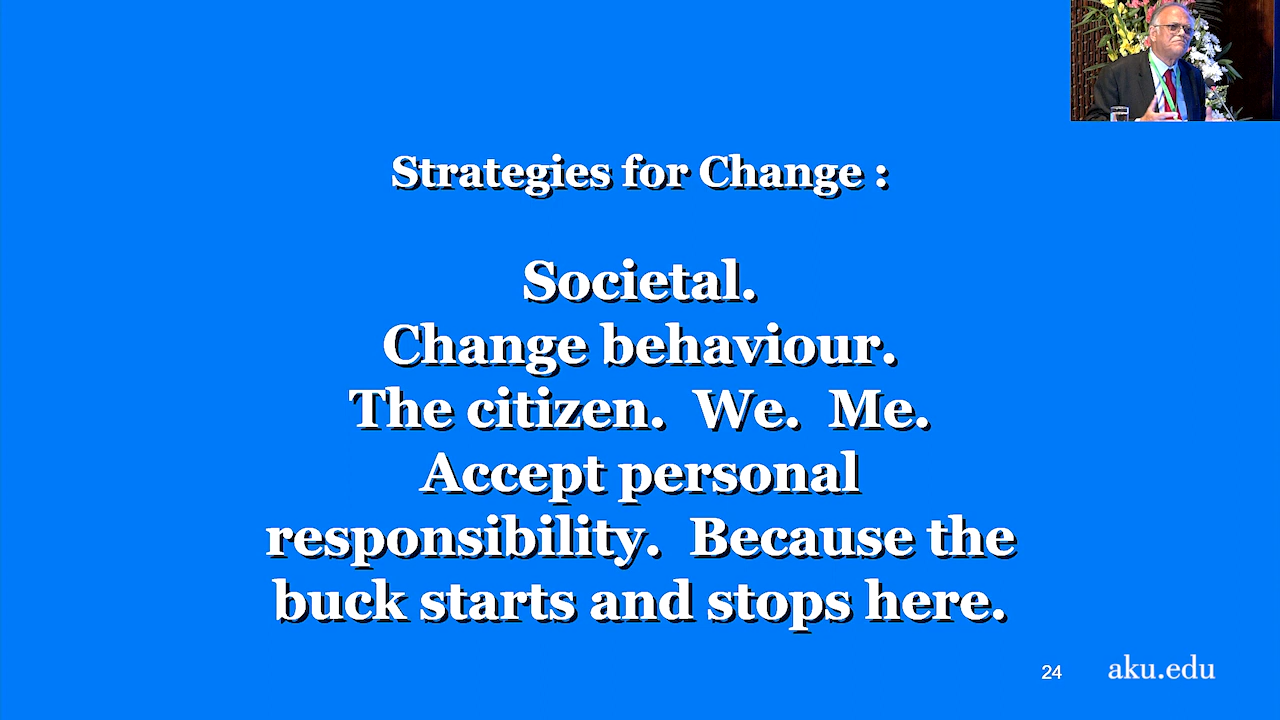 Strategies for Change :
Societal.
Change behaviour.
The citizen.  We.  Me.
Accept personal
responsibility.  Because the
buck starts and stops here.
24
aku.edu